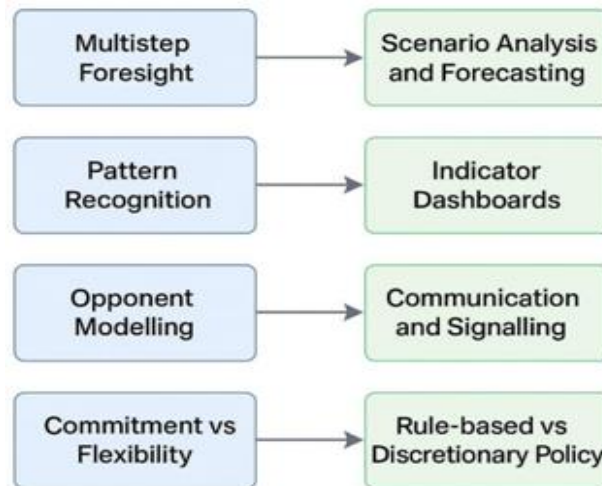 Multistep
Foresight
Scenario Analysis
and Forecasting
Pattern
Recognition
Indicator
Dashboards
Opponent
Modelling
Communication
and Signalling
Commitment vs
Flexibility
Rule-based vs
Discretionary Policy